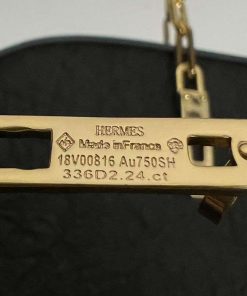 HERMES
Made in France
18V00816 Au750SH
336D2.24.ct